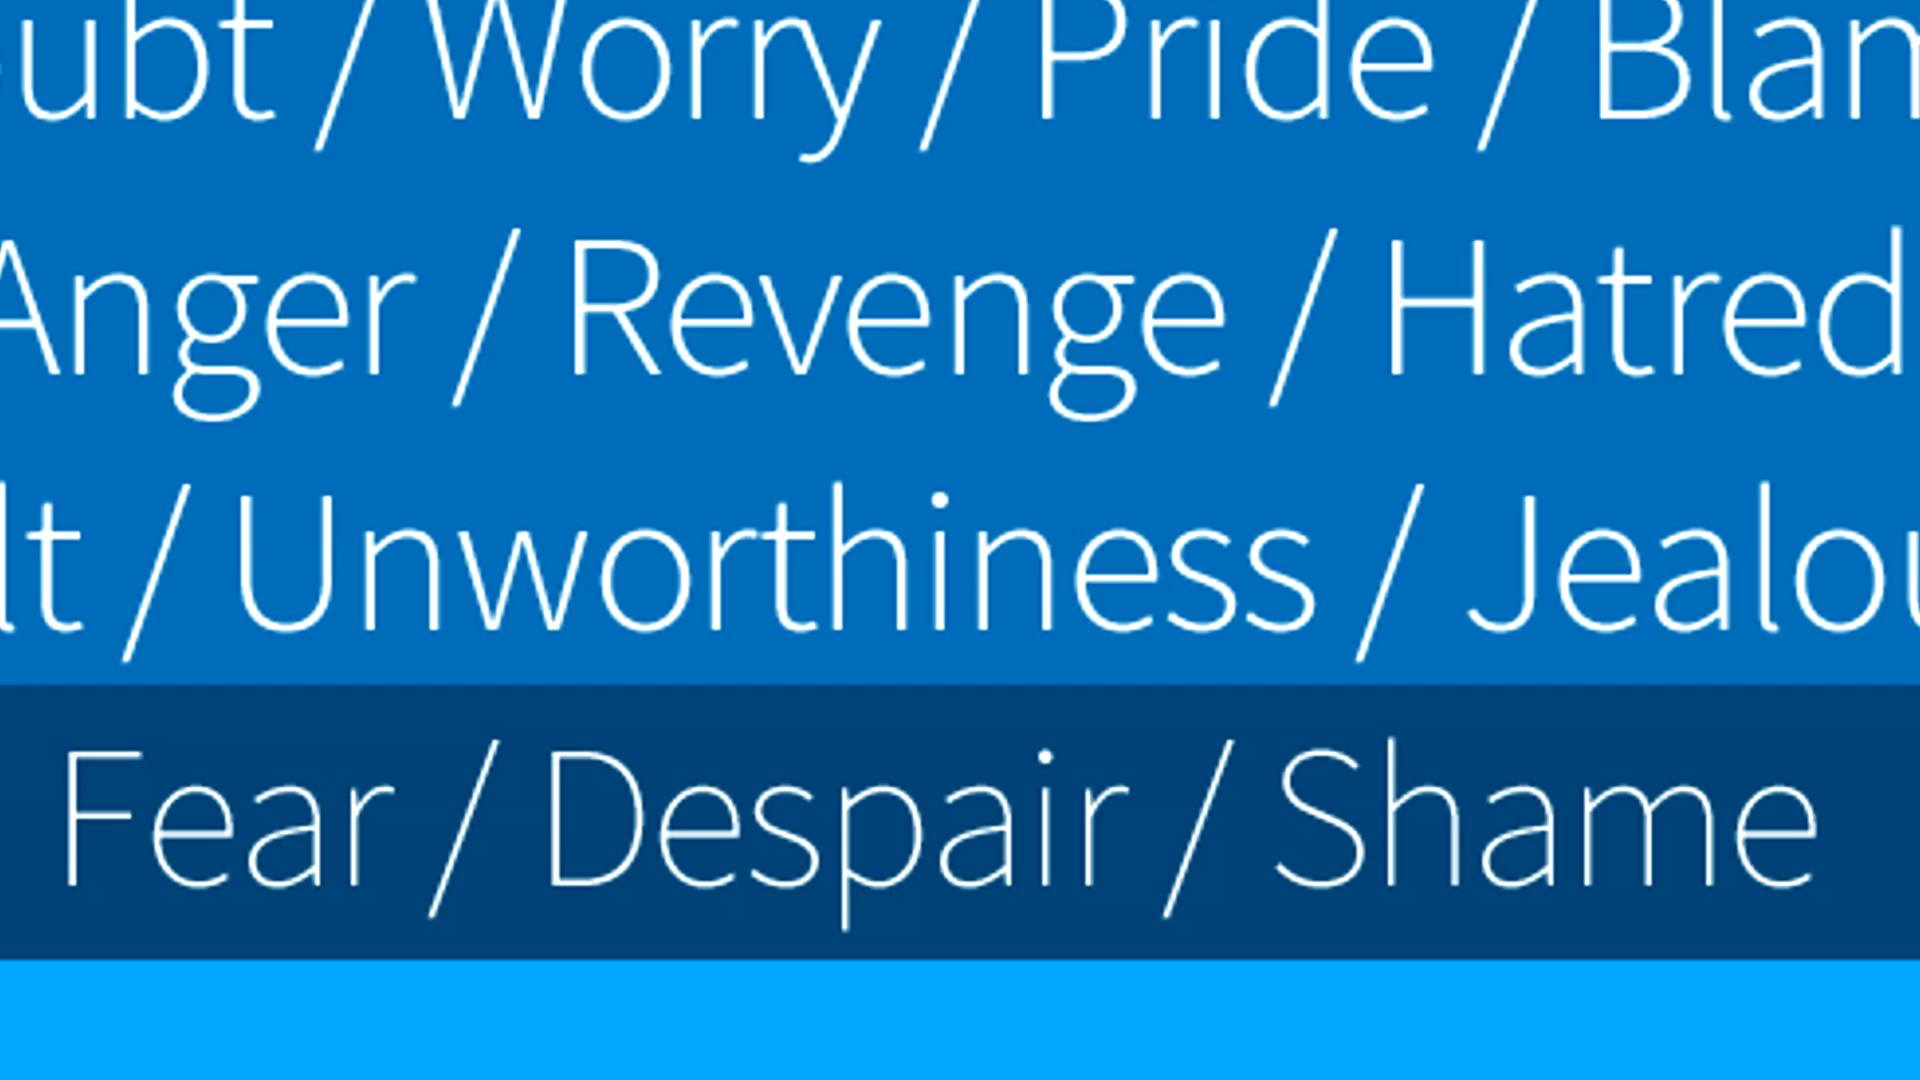 ubt / Worry / Pride / Blam
Anger / Revenge / Hatred
lt / Unworthiness / Jealou
Fear / Despair / Shame